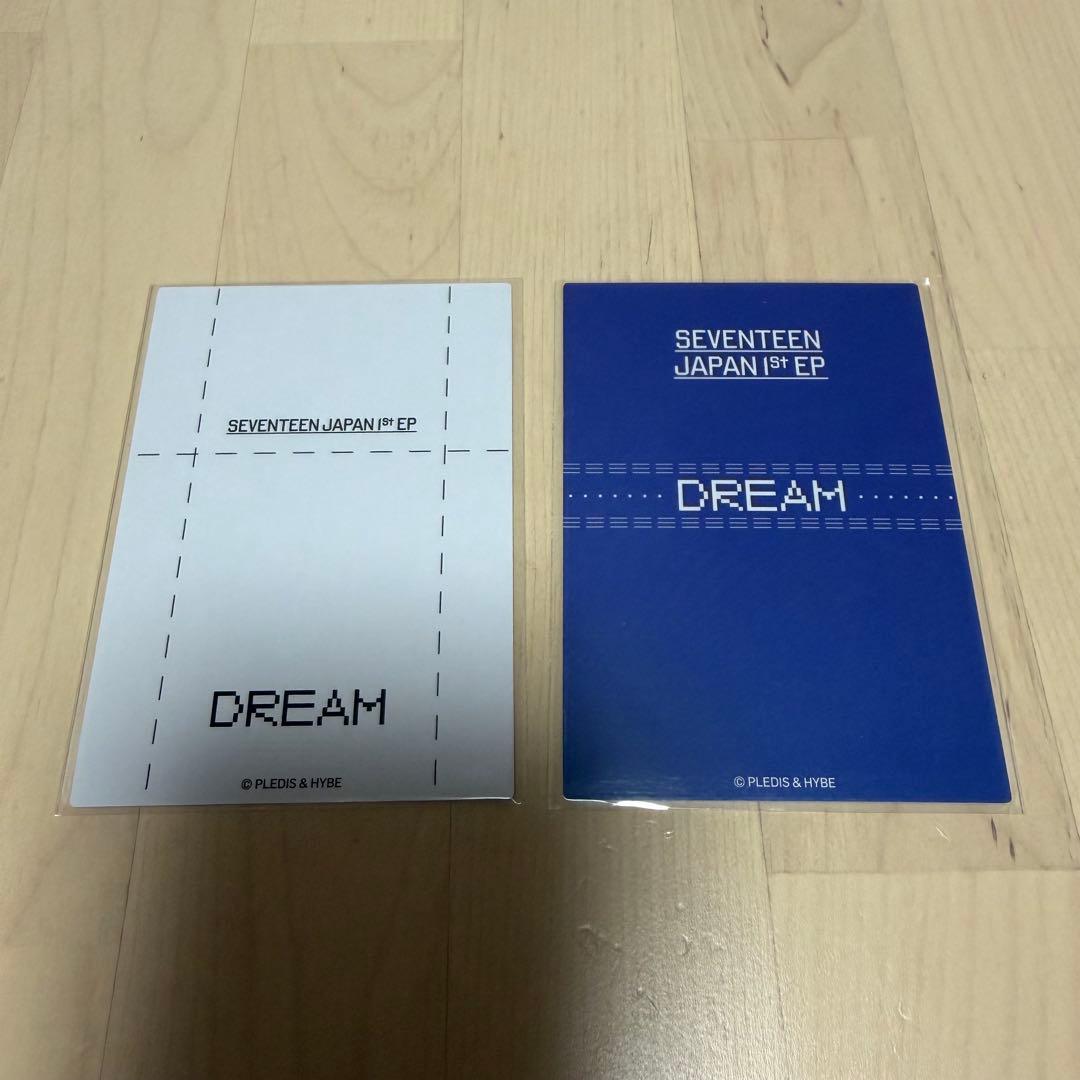 SEVENTEEN JAPAN 1st EP
DREAM
© PLEDIS & HYBE
SEVENTEEN
JAPAN 1st EP
DREAM
© PLEDIS & HYBE